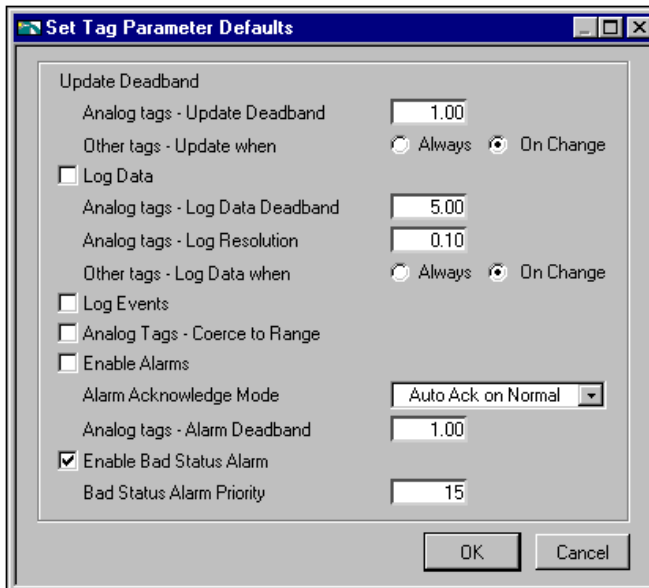 Set Tag Parameter Defaults
Update Deadband
Analog tags - Update Deadband 1.00
Other tags - Update when Always On Change
Log Data
Analog tags - Log Data Deadband 5.00
Analog tags - Log Resolution 0.10
Other tags - Log Data when Always On Change
Log Events
Analog Tags - Coerce to Range
Enable Alarms
Alarm Acknowledge Mode Auto Ack on Normal
Analog tags - Alarm Deadband 1.00
Enable Bad Status Alarm
Bad Status Alarm Priority 15
OK Cancel